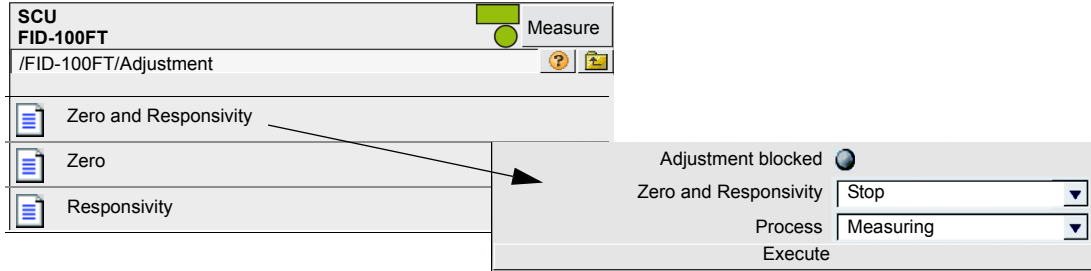 SCU
FID-100FT
Measure
/FID-100FT/Adjustment
Zero and Responsivity
Zero
Responsivity
Adjustment blocked
Zero and Responsivity Stop
Process Measuring
Execute